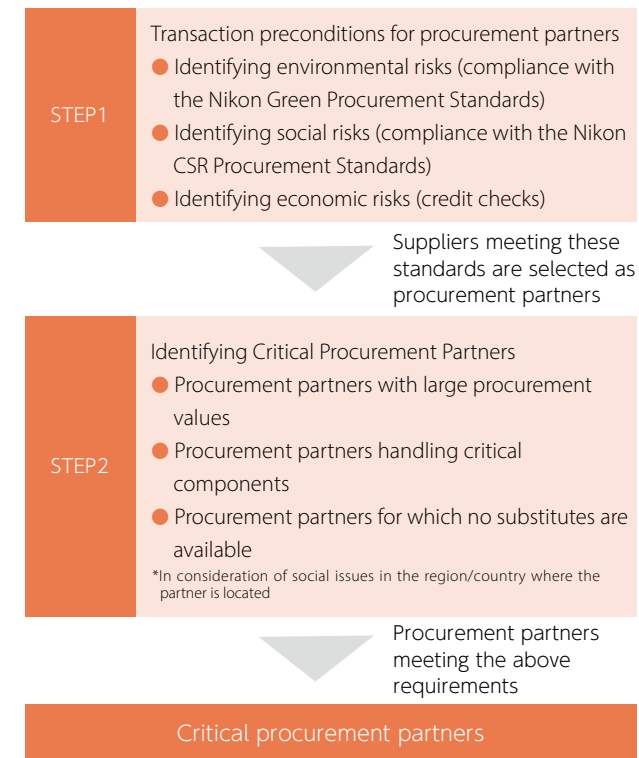 STEP1
Transaction preconditions for procurement partners
● Identifying environmental risks (compliance with
the Nikon Green Procurement Standards)
● Identifying social risks (compliance with the Nikon
CSR Procurement Standards)
● Identifying economic risks (credit checks)
Suppliers meeting these
standards are selected as
procurement partners
STEP2
Identifying Critical Procurement Partners
● Procurement partners with large procurement
values
● Procurement partners handling critical
components
● Procurement partners for which no substitutes are
available
*In consideration of social issues in the region/country where the
partner is located
Procurement partners
meeting the above
requirements
Critical procurement partners